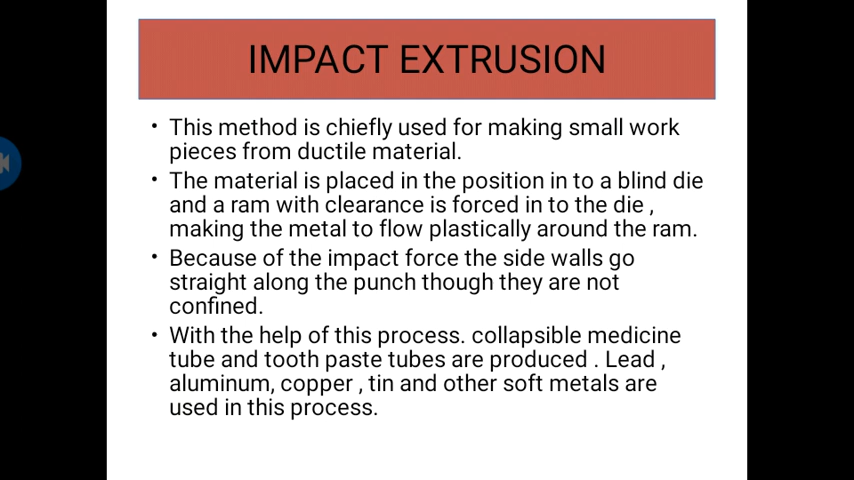 IMPACT EXTRUSION
• This method is chiefly used for making small work
pieces from ductile material.
• The material is placed in the position in to a blind die
and a ram with clearance is forced in to the die ,
making the metal to flow plastically around the ram.
• Because of the impact force the side walls go
straight along the punch though they are not
confined.
• With the help of this process. collapsible medicine
tube and tooth paste tubes are produced . Lead ,
aluminum, copper , tin and other soft metals are
used in this process.